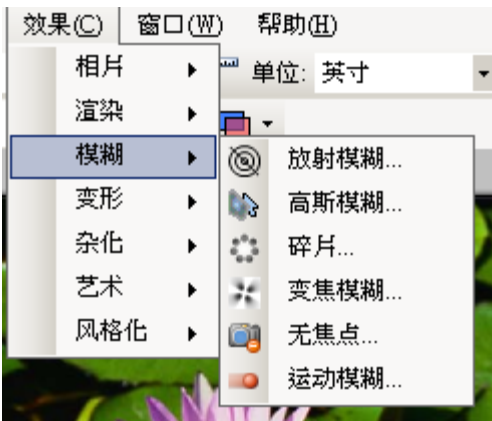 效果(C) 窗口(W) 帮助(H)
相片
单位: 英寸
渲染
模糊
放射模糊...
高斯模糊...
碎片...
变焦模糊...
无焦点...
运动模糊...
变形
杂化
艺术
风格化